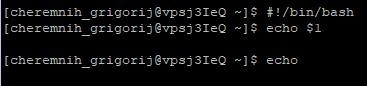 [cheremnih_grigorij@vpsj3IeQ ~]$ #!/bin/bash
[cheremnih_grigorij@vpsj3IeQ ~]$ echo $1
[cheremnih_grigorij@vpsj3IeQ ~]$ echo